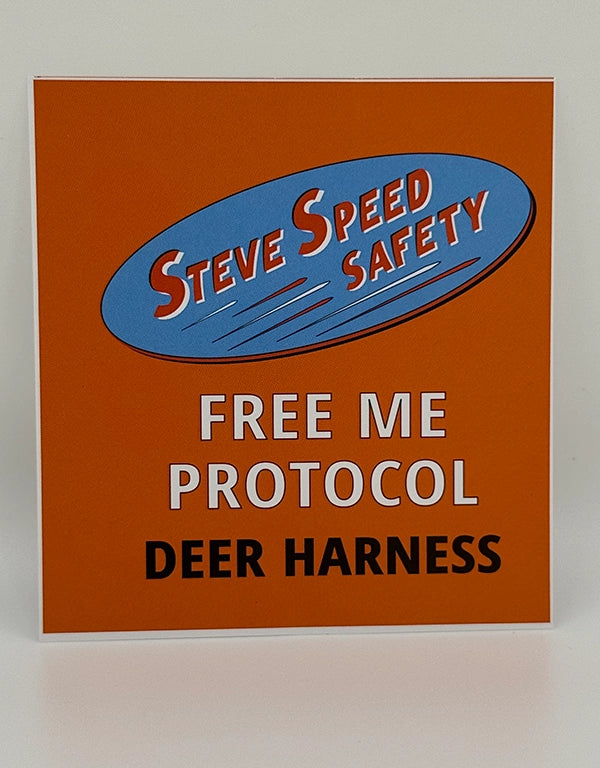 STEVE SPEED
SAFETY
FREE ME
PROTOCOL
DEER HARNESS